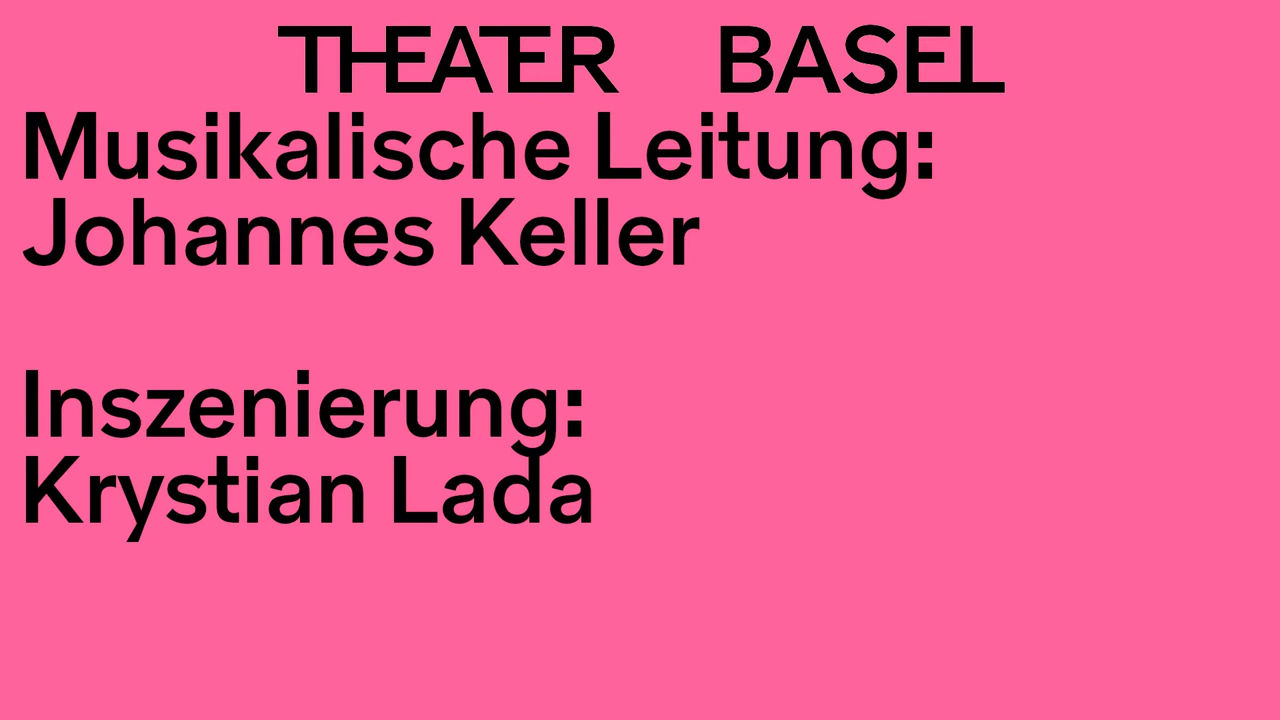 THEATER BASEL
Musikalische Leitung:
Johannes Keller
Inszenierung:
Krystian Lada